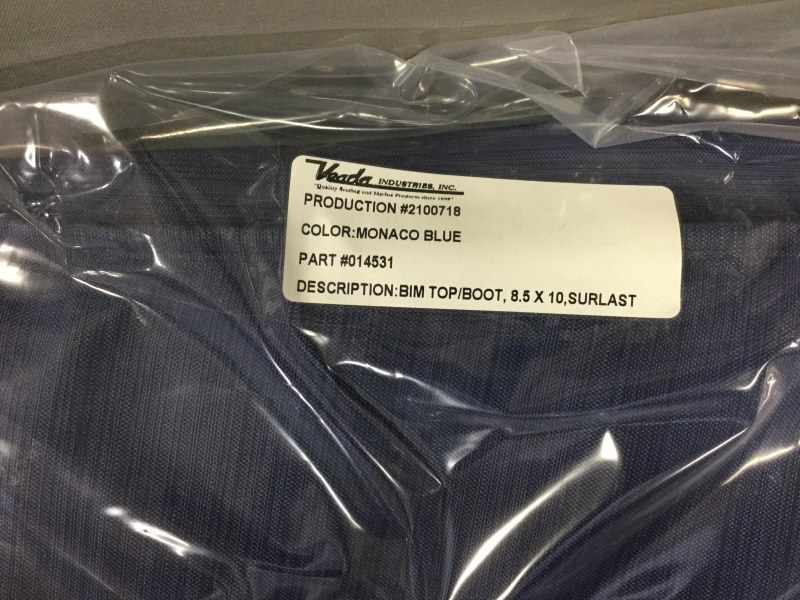 Veada INDUSTRIES, INC.
"Quality Seating and Marine Products since
PRODUCTION #2100718
COLOR:MONACO BLUE
PART #014531
DESCRIPTION:BIM TOP/BOOT, 8.5 X 10,SURLAST